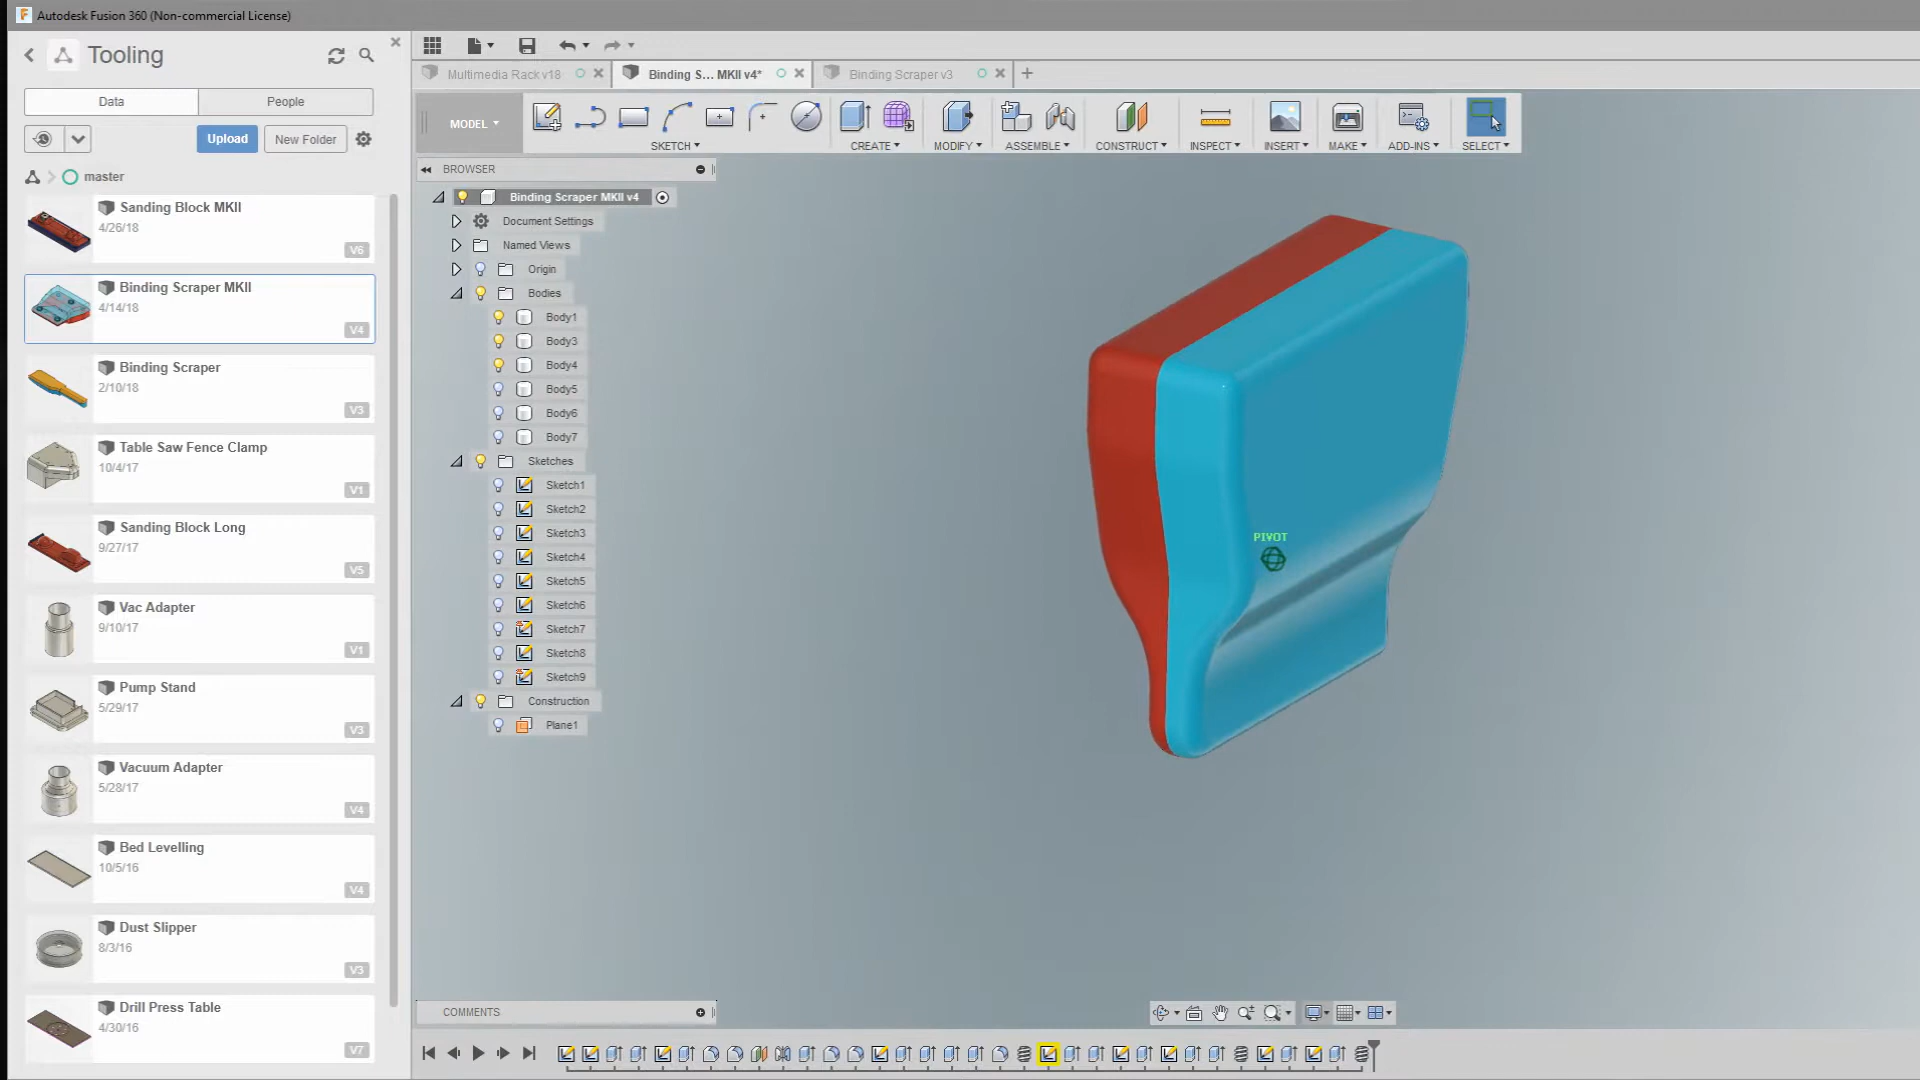 Autodesk Fusion 360 (Non-commercial License)
Tooling
Data
People
Upload
New Folder
master
Sanding Block MKII
4/26/18
V6
Binding Scraper MKII
4/14/18
V4
Binding Scraper
2/10/18
V3
Table Saw Fence Clamp
10/4/17
V1
Sanding Block Long
9/27/17
V5
Vac Adapter
9/10/17
V1
Pump Stand
5/29/17
V3
Vacuum Adapter
5/28/17
V4
Bed Levelling
10/5/16
V4
Dust Slipper
8/3/16
V3
Drill Press Table
4/30/16
V7
Multimedia Rack v18
Binding S... MKII v4*
Binding Scraper v3
MODEL
SKETCH
CREATE
MODIFY
ASSEMBLE
CONSTRUCT
INSPECT
INSERT
MAKE
ADD-INS
SELECT
BROWSER
Binding Scraper MKII v4
Document Settings
Named Views
Origin
Bodies
Body1
Body3
Body4
Body5
Body6
Body7
Sketches
Sketch1
Sketch2
Sketch3
Sketch4
Sketch5
Sketch6
Sketch7
Sketch8
Sketch9
Construction
Plane1
PIVOT
COMMENTS